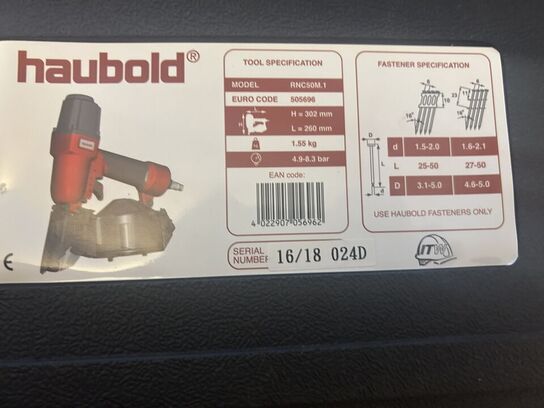 haubold®
TOOL SPECIFICATION
MODEL RNC50M.1
EURO CODE 505696
H = 302 mm
L = 260 mm
1.55 kg
4.9-8.3 bar
EAN code:
4 022907 056962
SERIAL
NUMBER 16/18 024D
FASTENER SPECIFICATION
d 1.5-2.0 1.6-2.1
L 25-50 27-50
D 3.1-5.0 4.6-5.0
USE HAUBOLD FASTENERS ONLY
ITW
CE